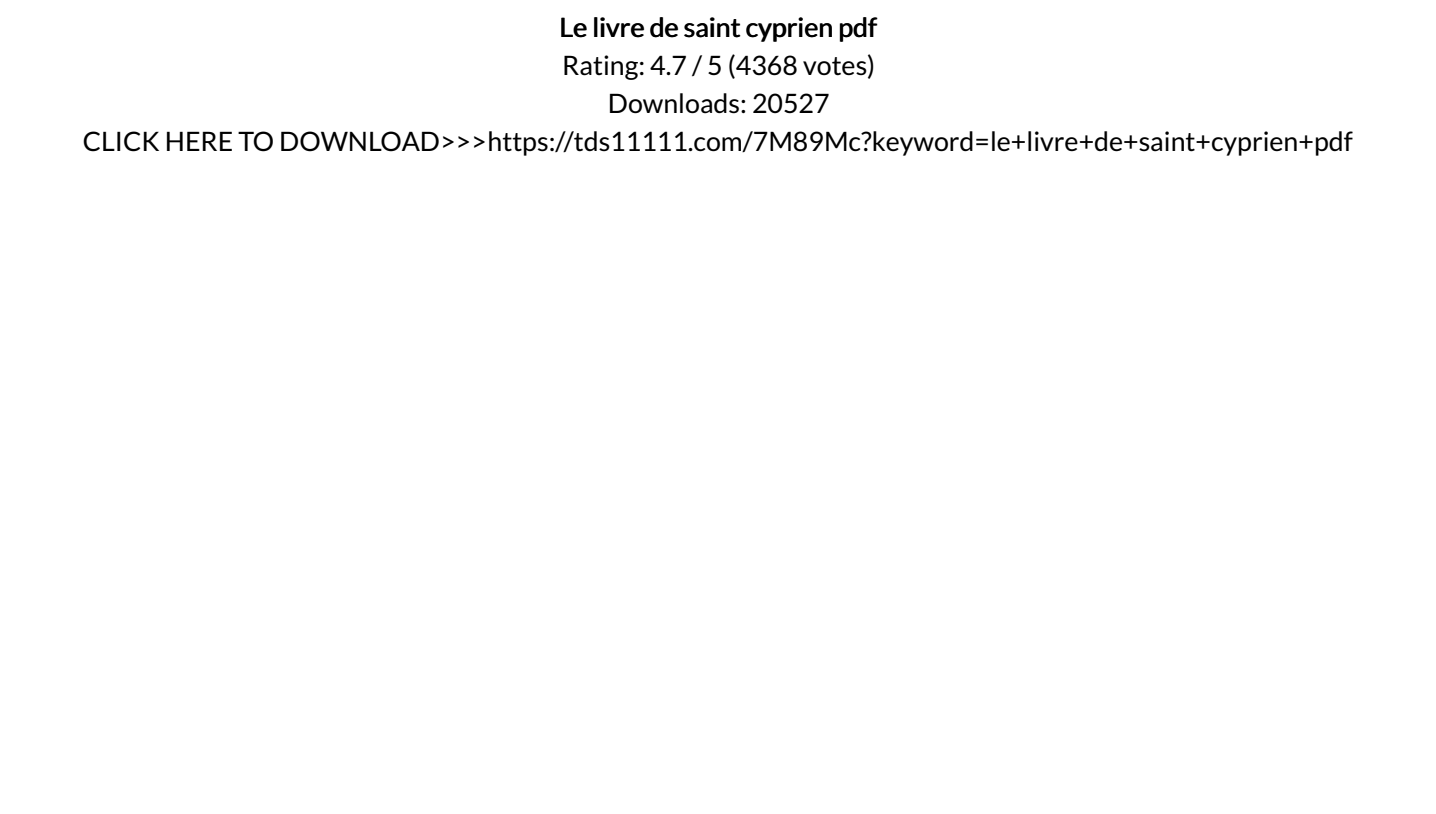 Le livre de saint cyprien pdf
Rating: 4.7 / 5 (4368 votes)
Downloads: 20527
CLICK HERE TO DOWNLOAD>>>https://tds11111.com/7M89Mc?keyword=le+livre+de+saint+cyprien+pdf